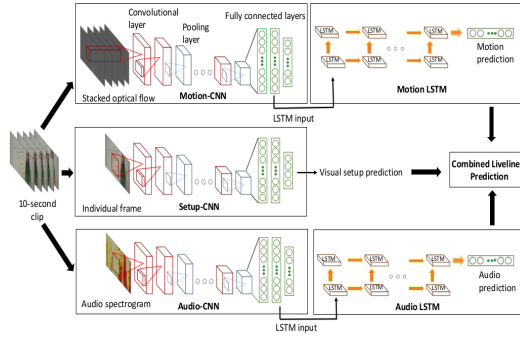 Convolutional
layer
Pooling
layer
Fully connected layers
Stacked optical flow
Motion-CNN
LSTM input
LSTM
LSTM
LSTM
LSTM
LSTM
LSTM
Motion
prediction
Motion LSTM
10-second
clip
Individual frame
Setup-CNN
Visual setup prediction
Combined Liveline
Prediction
Audio spectrogram
Audio-CNN
LSTM input
LSTM
LSTM
LSTM
LSTM
LSTM
LSTM
Audio
prediction
Audio LSTM